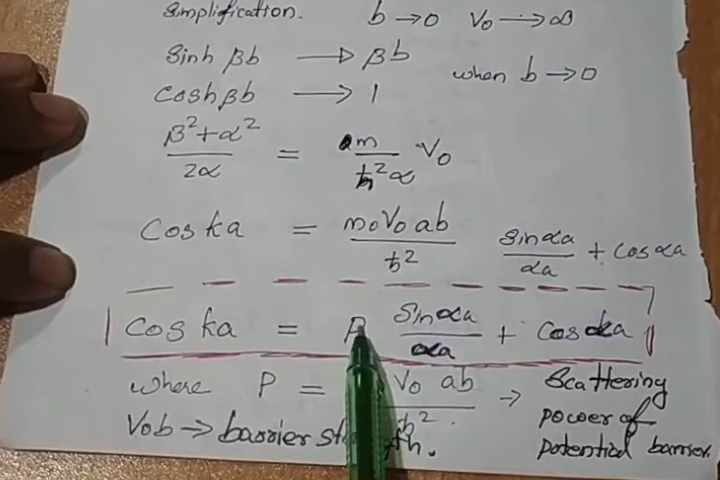 Simplification. b → 0 V₀ → ∞
Sinh βb → βb
when b → 0
Cosh βb → 1
β² + α² / 2α = m / ħ²α V₀
Cos ka = m₀V₀ab / ħ² Sin αa / αa + Cos αa
Cos ka = P Sin αa / αa + Cos αa
where P = V₀ ab / ħ² → Scattering power of potential barrier.
V₀b → barrier